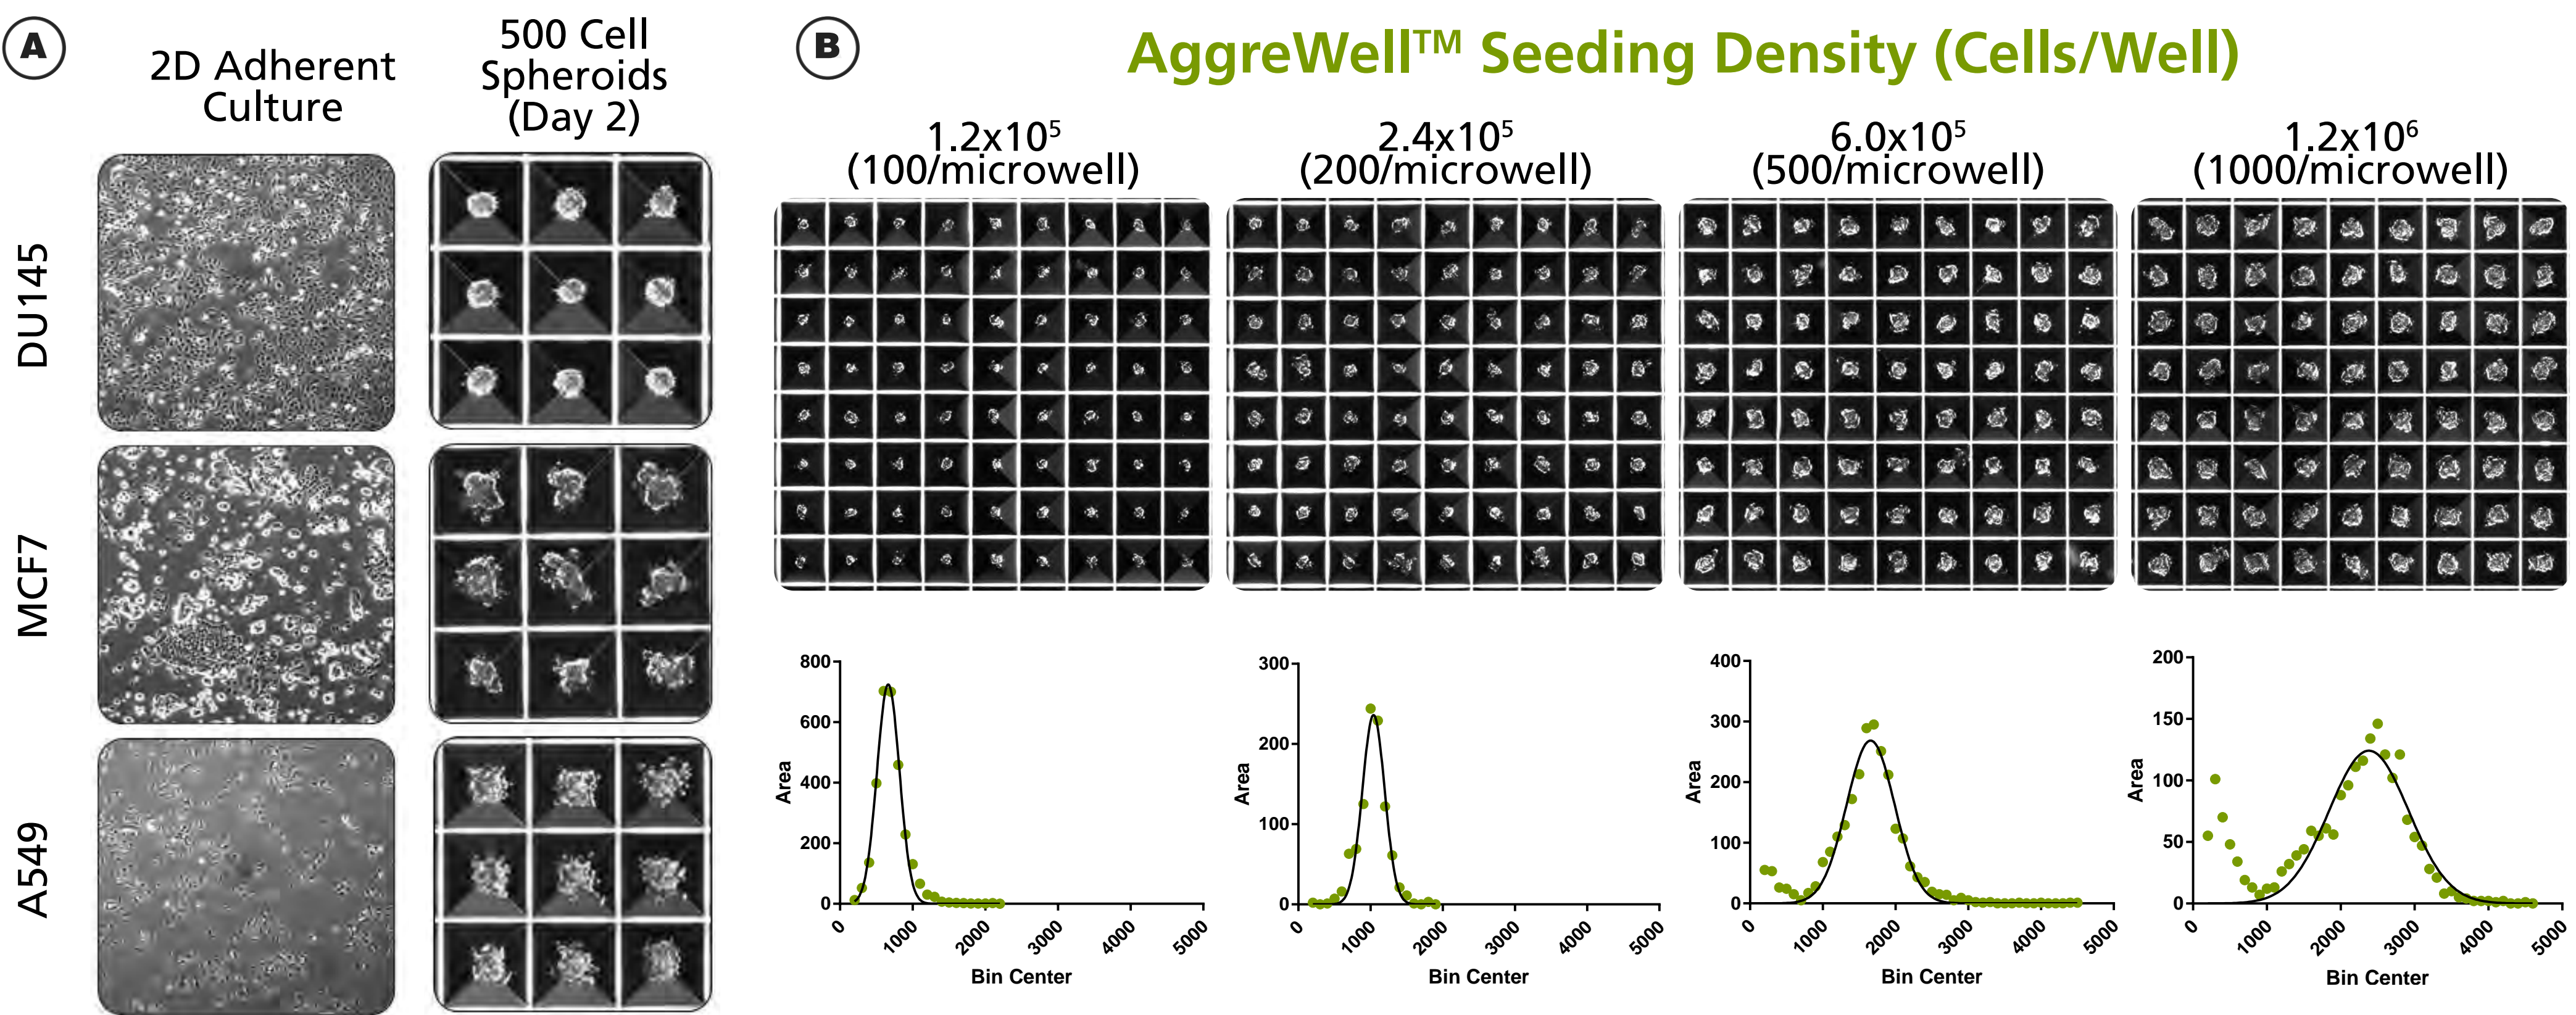 A
2D Adherent
Culture
500 Cell
Spheroids
(Day 2)
DU145
MCF7
A549
B
AggreWell™ Seeding Density (Cells/Well)
1.2x10⁵
(100/microwell)
2.4x10⁵
(200/microwell)
6.0x10⁵
(500/microwell)
1.2x10⁶
(1000/microwell)
800
600
400
200
0
Area
0 1000 2000 3000 4000 5000
Bin Center
300
200
100
0
Area
0 1000 2000 3000 4000 5000
Bin Center
400
300
200
100
0
Area
0 1000 2000 3000 4000 5000
Bin Center
200
150
100
50
0
Area
0 1000 2000 3000 4000 5000
Bin Center